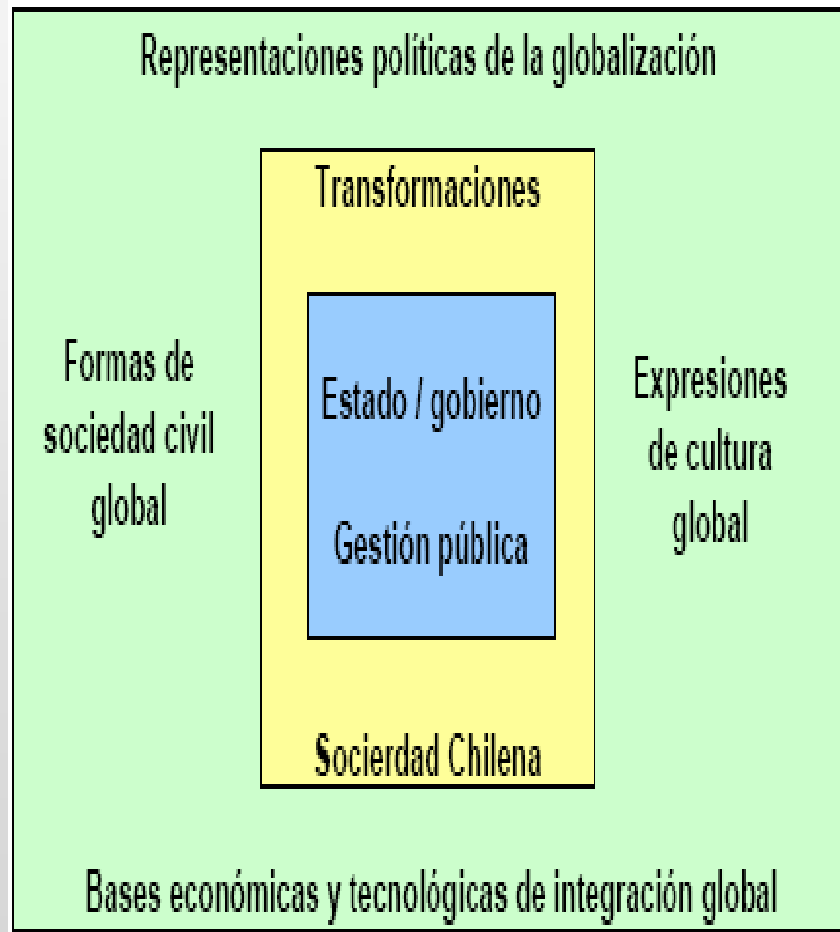 Representaciones políticas de la globalización
Transformaciones
Formas de
sociedad civil
global
Estado / gobierno
Gestión pública
Expresiones
de cultura
global
Socierdad Chilena
Bases económicas y tecnológicas de integración global